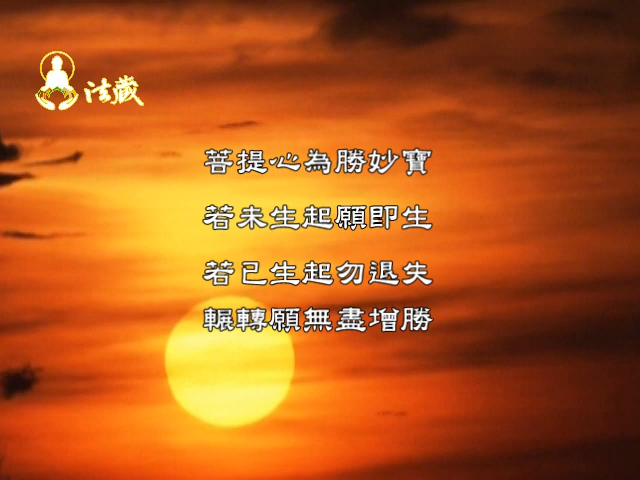 法藏
菩提心為勝妙寶
若未生起願即生
若已生起勿退失
輾轉願無盡增勝